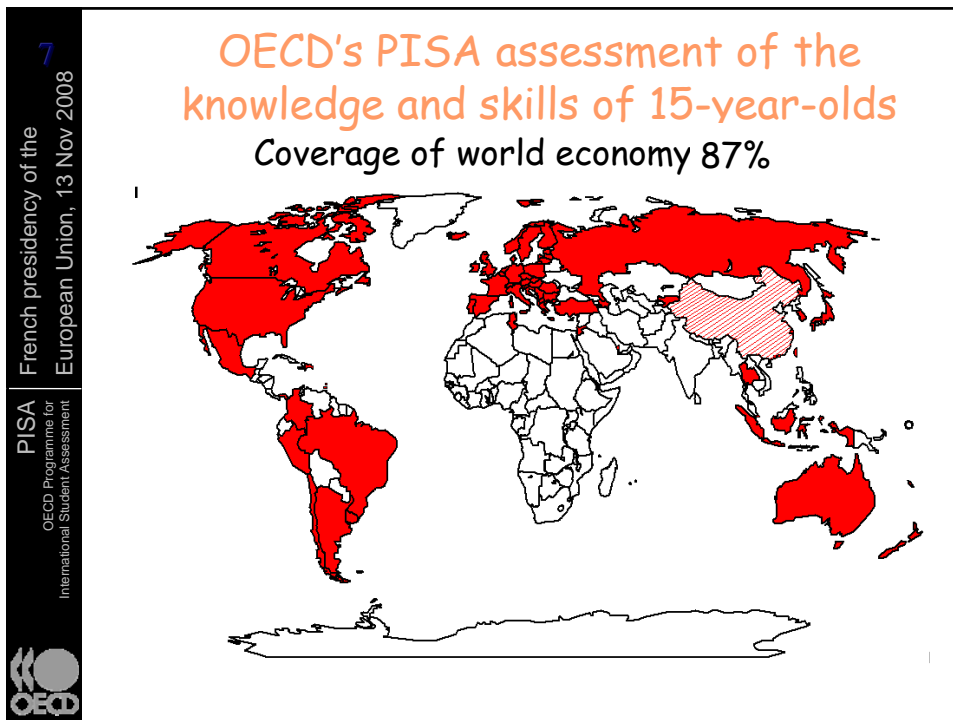 7
French presidency of the
European Union, 13 Nov 2008
PISA
OECD Programme for
International Student Assessment
OECD
OECD's PISA assessment of the
knowledge and skills of 15-year-olds
Coverage of world economy 87%